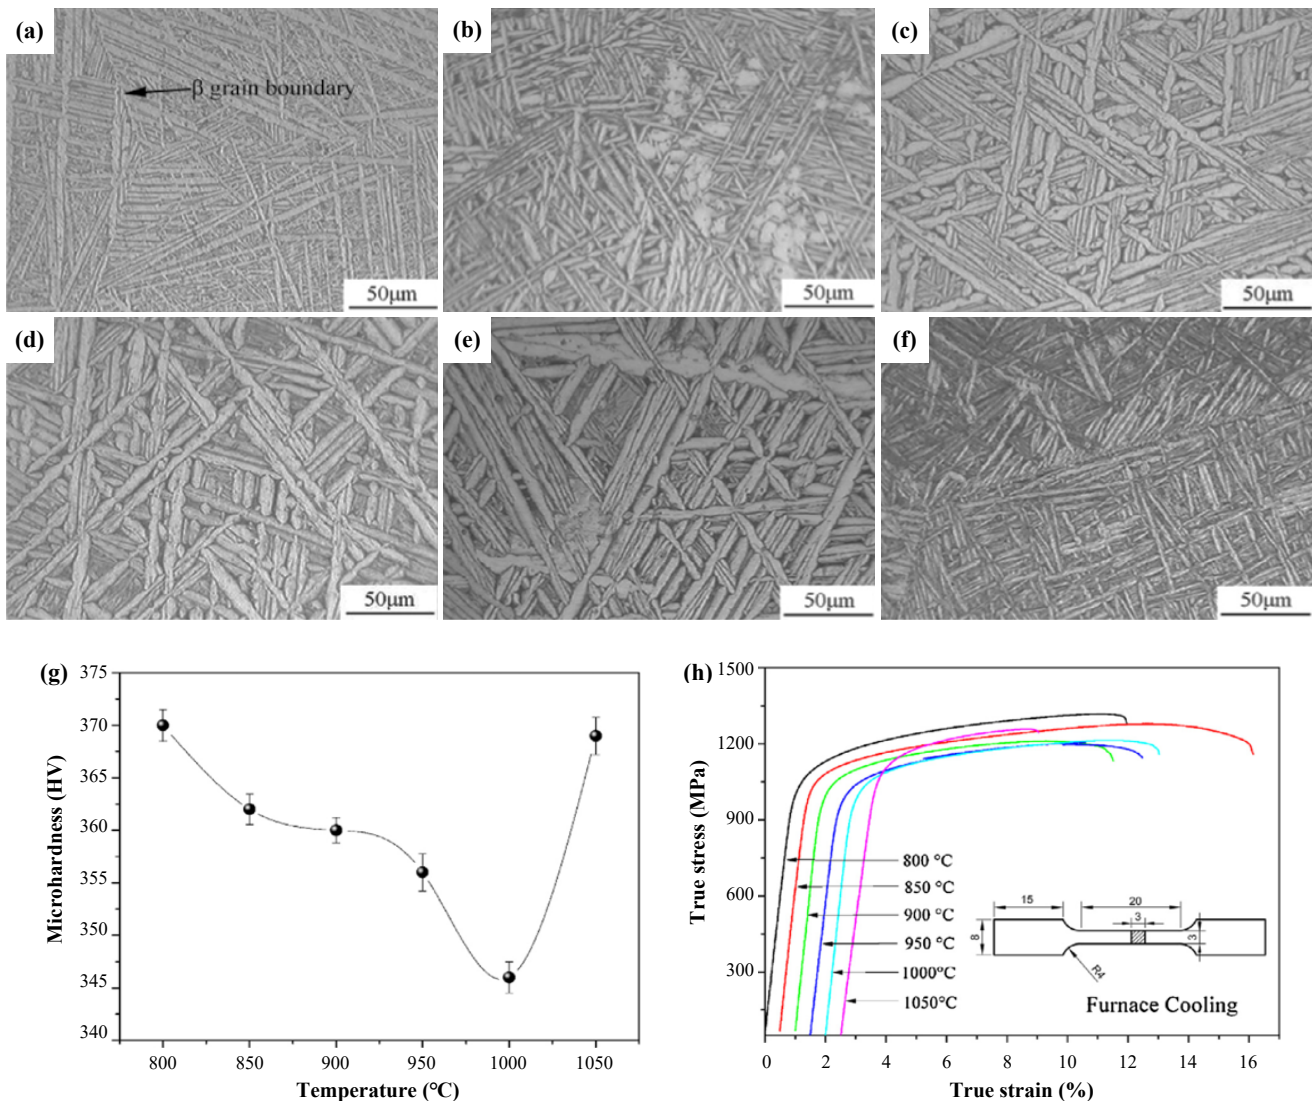 (a)
β grain boundary
50μm
(b)
50μm
(c)
50μm
(d)
50μm
(e)
50μm
(f)
50μm
(g)
375
370
365
360
355
350
345
340
Microhardness (HV)
800 850 900 950 1000 1050
Temperature (°C)
(h)
1500
1200
900
600
300
True stress (MPa)
800 °C
850 °C
900 °C
950 °C
1000°C
1050°C
15
20
3
8
3
R4
Furnace Cooling
0 2 4 6 8 10 12 14 16
True strain (%)